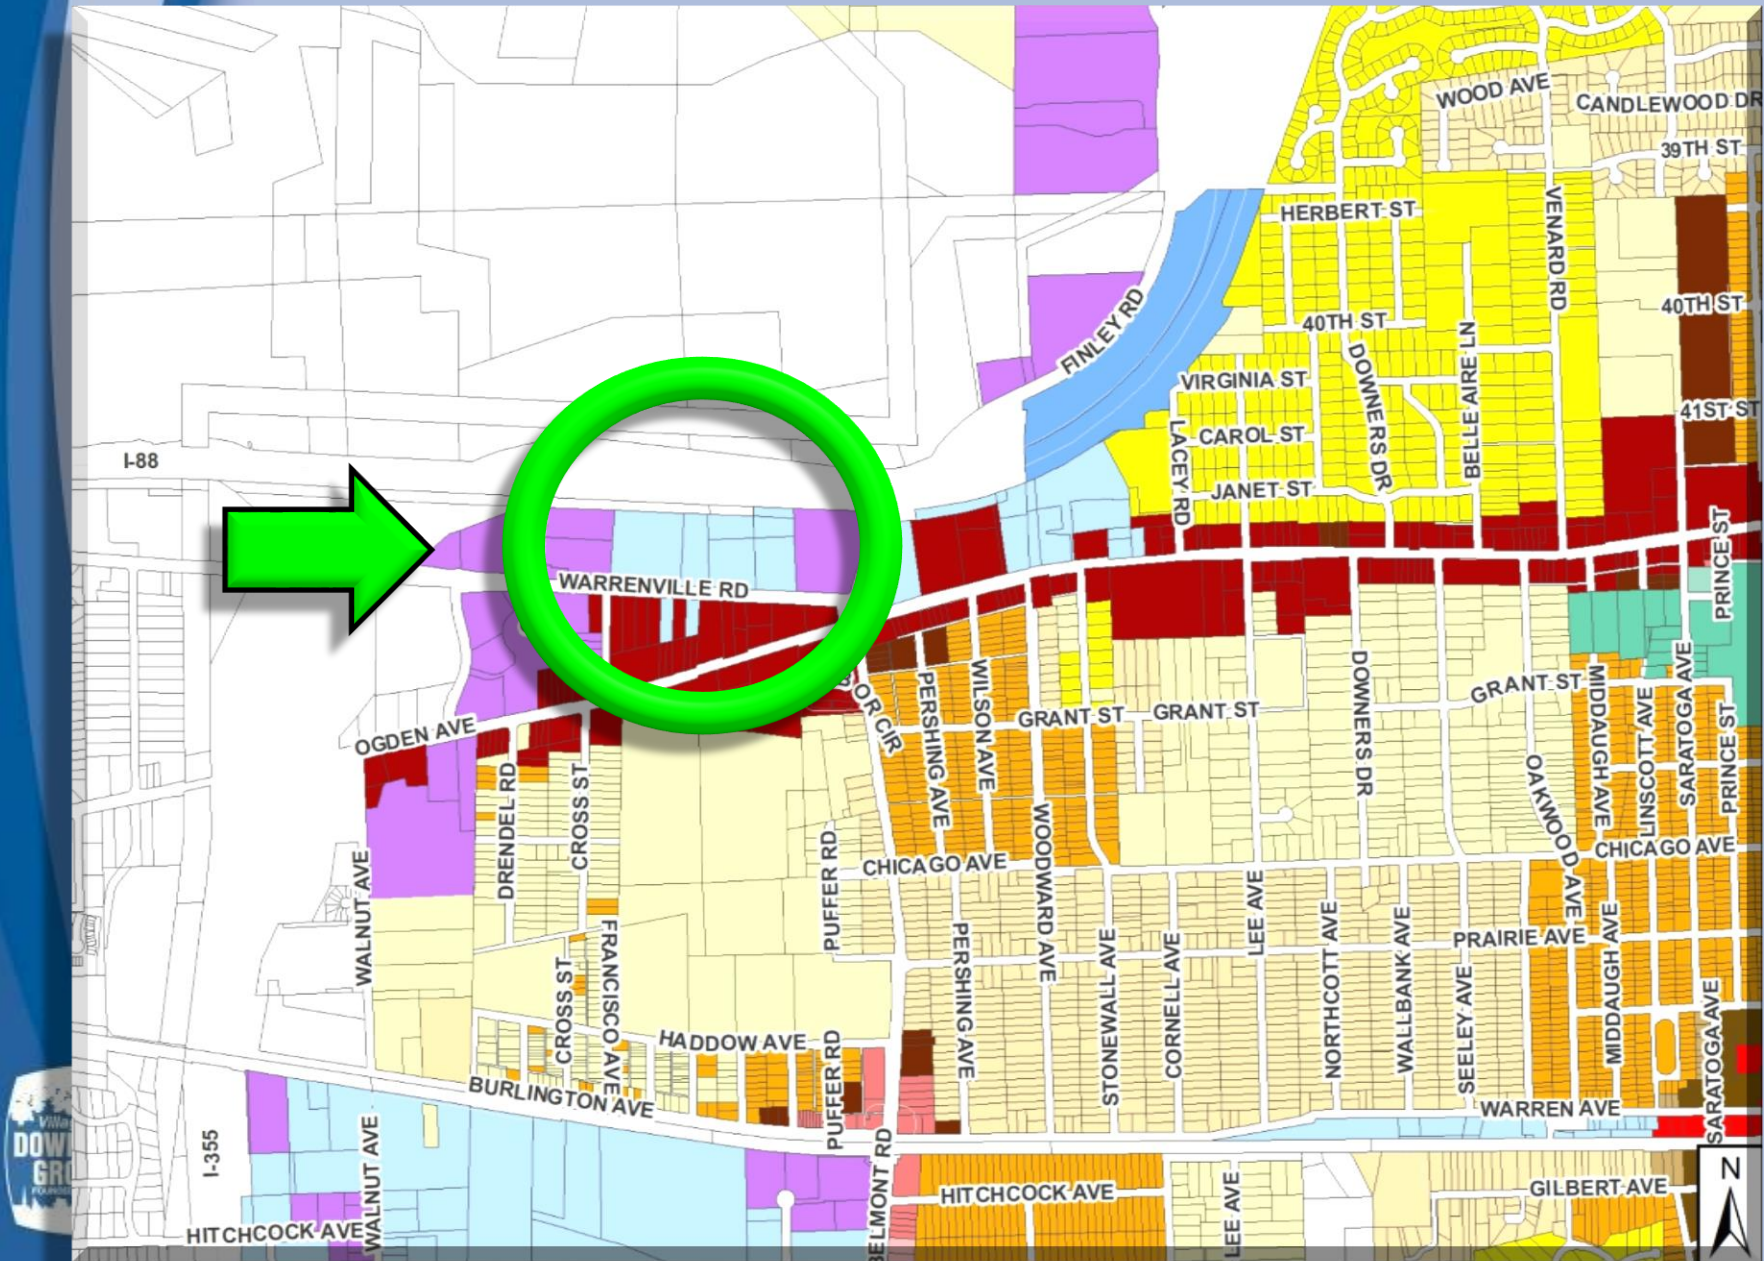 WOOD AVE
CANDLEWOOD DR
39TH ST
HERBERT ST
VENARD RD
FINLEY RD
40TH ST
40TH ST
BELLE AIRE LN
DOWNERS DR
VIRGINIA ST
41ST ST
LACEY RD
CAROL ST
I-88
JANET ST
PRINCE ST
WARRENVILLE RD
OGDEN AVE
PERSHING AVE
WILSON AVE
GRANT ST
GRANT ST
GRANT ST
DOWNERS DR
MIDDAUGH AVE
LINSCOTT AVE
SARATOGA AVE
PRINCE ST
OR CIR
DRENDEL RD
CROSS ST
OAKWOOD AVE
WALNUT AVE
PUFFER RD
CHICAGO AVE
WOODWARD AVE
CHICAGO AVE
CROSS ST
FRANCISCO AVE
PERSHING AVE
STONEWALL AVE
CORNELL AVE
LEE AVE
NORTHCOTT AVE
WALLBANK AVE
SEELEY AVE
PRAIRIE AVE
MIDDAUGH AVE
SARATOGA AVE
HADDOW AVE
PUFFER RD
BURLINGTON AVE
WARREN AVE
I-355
WALNUT AVE
BELMONT RD
HITCHCOCK AVE
LEE AVE
GILBERT AVE
N
HITCHCOCK AVE
DOW
GR